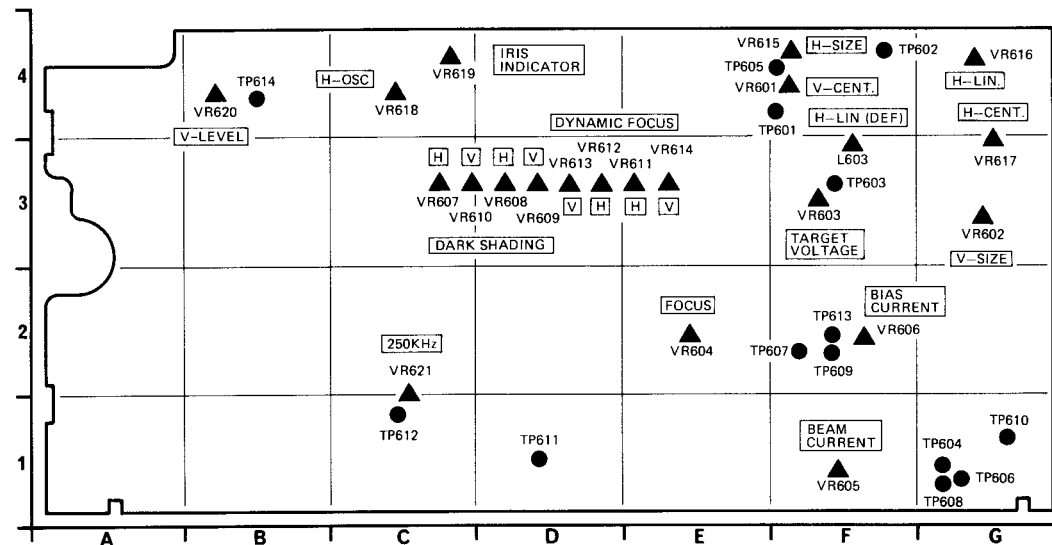 4
VR615
H-SIZE
TP602
IRIS
INDICATOR
VR619
TP605
VR616
TP614
H-OSC
VR601
V-CENT.
H-LIN.
VR620
VR618
TP601
H-LIN (DEF)
H-CENT.
V-LEVEL
DYNAMIC FOCUS
L603
VR617
VR612
VR614
H
V
H
V
VR613
VR611
3
TP603
VR607
VR608
V
H
H
V
VR603
VR610
VR609
VR602
DARK SHADING
TARGET
VOLTAGE
V-SIZE
2
FOCUS
BIAS
CURRENT
TP613
VR606
250KHz
VR604
TP607
TP609
VR621
1
TP612
TP611
BEAM
CURRENT
TP610
TP604
TP606
VR605
TP608
A
B
C
D
E
F
G